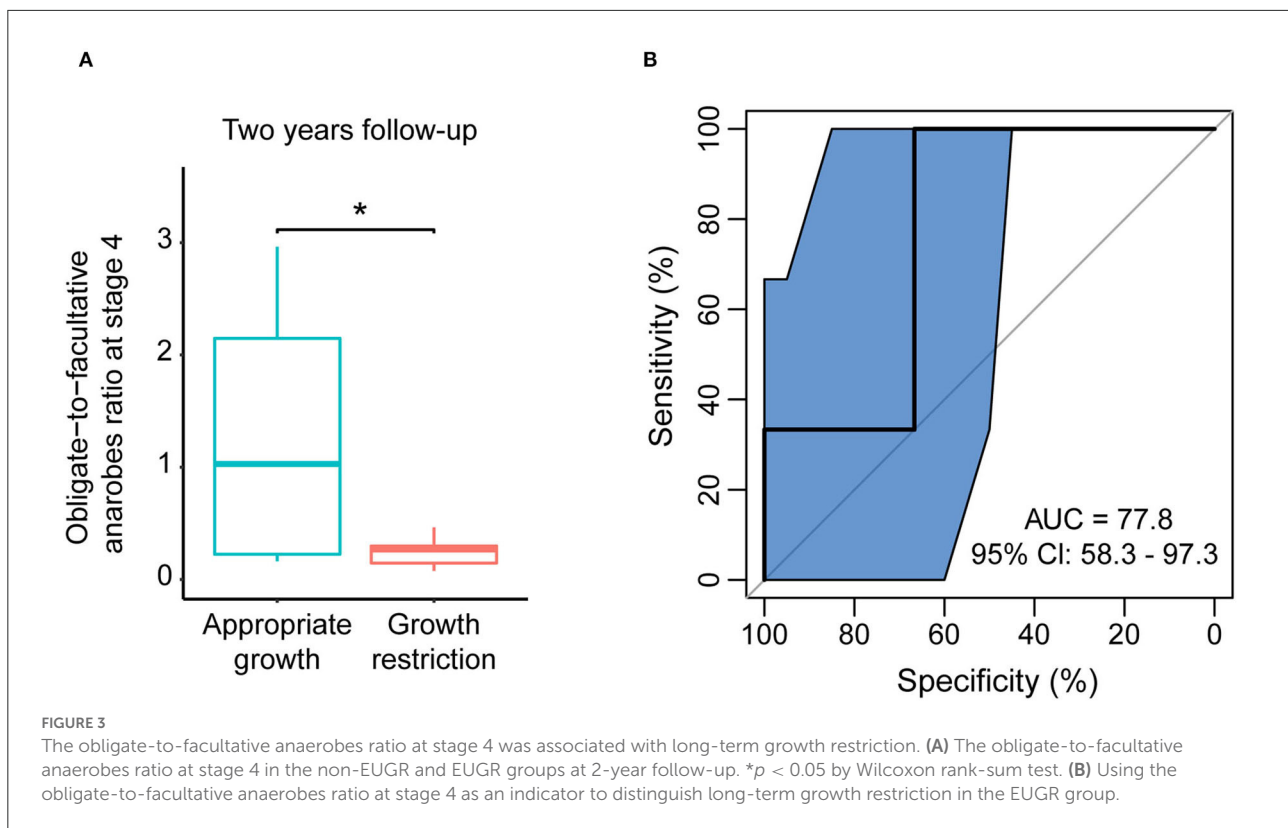 A
Two years follow-up
*
Obligate-to-facultative
anarobes ratio at stage 4
3
2
1
0
Appropriate
growth
Growth
restriction
B
Sensitivity (%)
100
80
60
40
20
0
AUC = 77.8
95% CI: 58.3 - 97.3
100
80
60
40
20
0
Specificity (%)
FIGURE 3
The obligate-to-facultative anaerobes ratio at stage 4 was associated with long-term growth restriction. (A) The obligate-to-facultative
anaerobes ratio at stage 4 in the non-EUGR and EUGR groups at 2-year follow-up. *p < 0.05 by Wilcoxon rank-sum test. (B) Using the
obligate-to-facultative anaerobes ratio at stage 4 as an indicator to distinguish long-term growth restriction in the EUGR group.